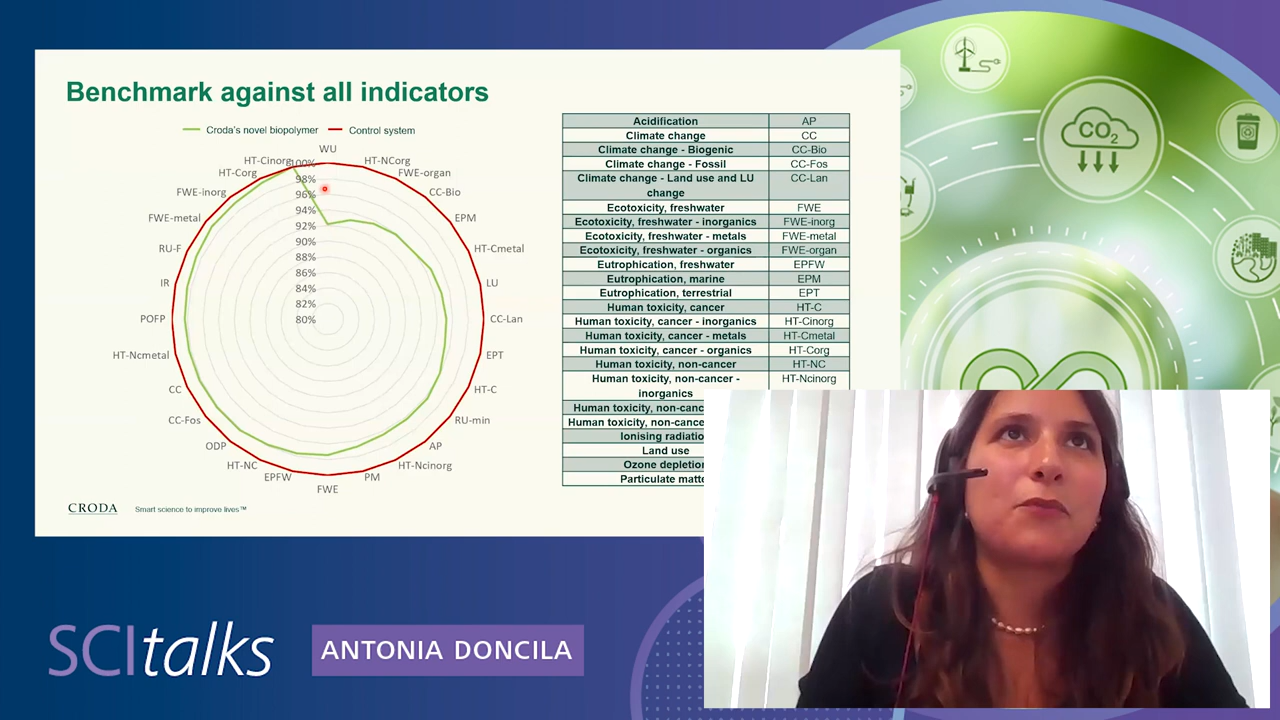 Benchmark against all indicators
Croda's novel biopolymer
Control system
WU
HT-NCorg
FWE-organ
CC-Bio
EPM
HT-Cmetal
LU
CC-Lan
EPT
HT-C
RU-min
AP
HT-Ncinorg
PM
FWE
EPFW
HT-NC
ODP
CC-Fos
CC
HT-Ncmetal
POFP
IR
RU-F
FWE-metal
FWE-inorg
HT-Corg
HT-Cinorg
100%
98%
96%
94%
92%
90%
88%
86%
84%
82%
80%
Acidification AP
Climate change CC
Climate change - Biogenic CC-Bio
Climate change - Fossil CC-Fos
Climate change - Land use and LU CC-Lan
change
Ecotoxicity, freshwater FWE
Ecotoxicity, freshwater - inorganics FWE-inorg
Ecotoxicity, freshwater - metals FWE-metal
Ecotoxicity, freshwater - organics FWE-organ
Eutrophication, freshwater EPFW
Eutrophication, marine EPM
Eutrophication, terrestrial EPT
Human toxicity, cancer HT-C
Human toxicity, cancer - inorganics HT-Cinorg
Human toxicity, cancer - metals HT-Cmetal
Human toxicity, cancer - organics HT-Corg
Human toxicity, non-cancer HT-NC
Human toxicity, non-cancer - HT-Ncinorg
inorganics
Human toxicity,
Human toxicity,
Ionising
Land use
Ozone
Particulate
CRODA
Smart science to improve lives™
CO2
SCItalks
ANTONIA DONCILA